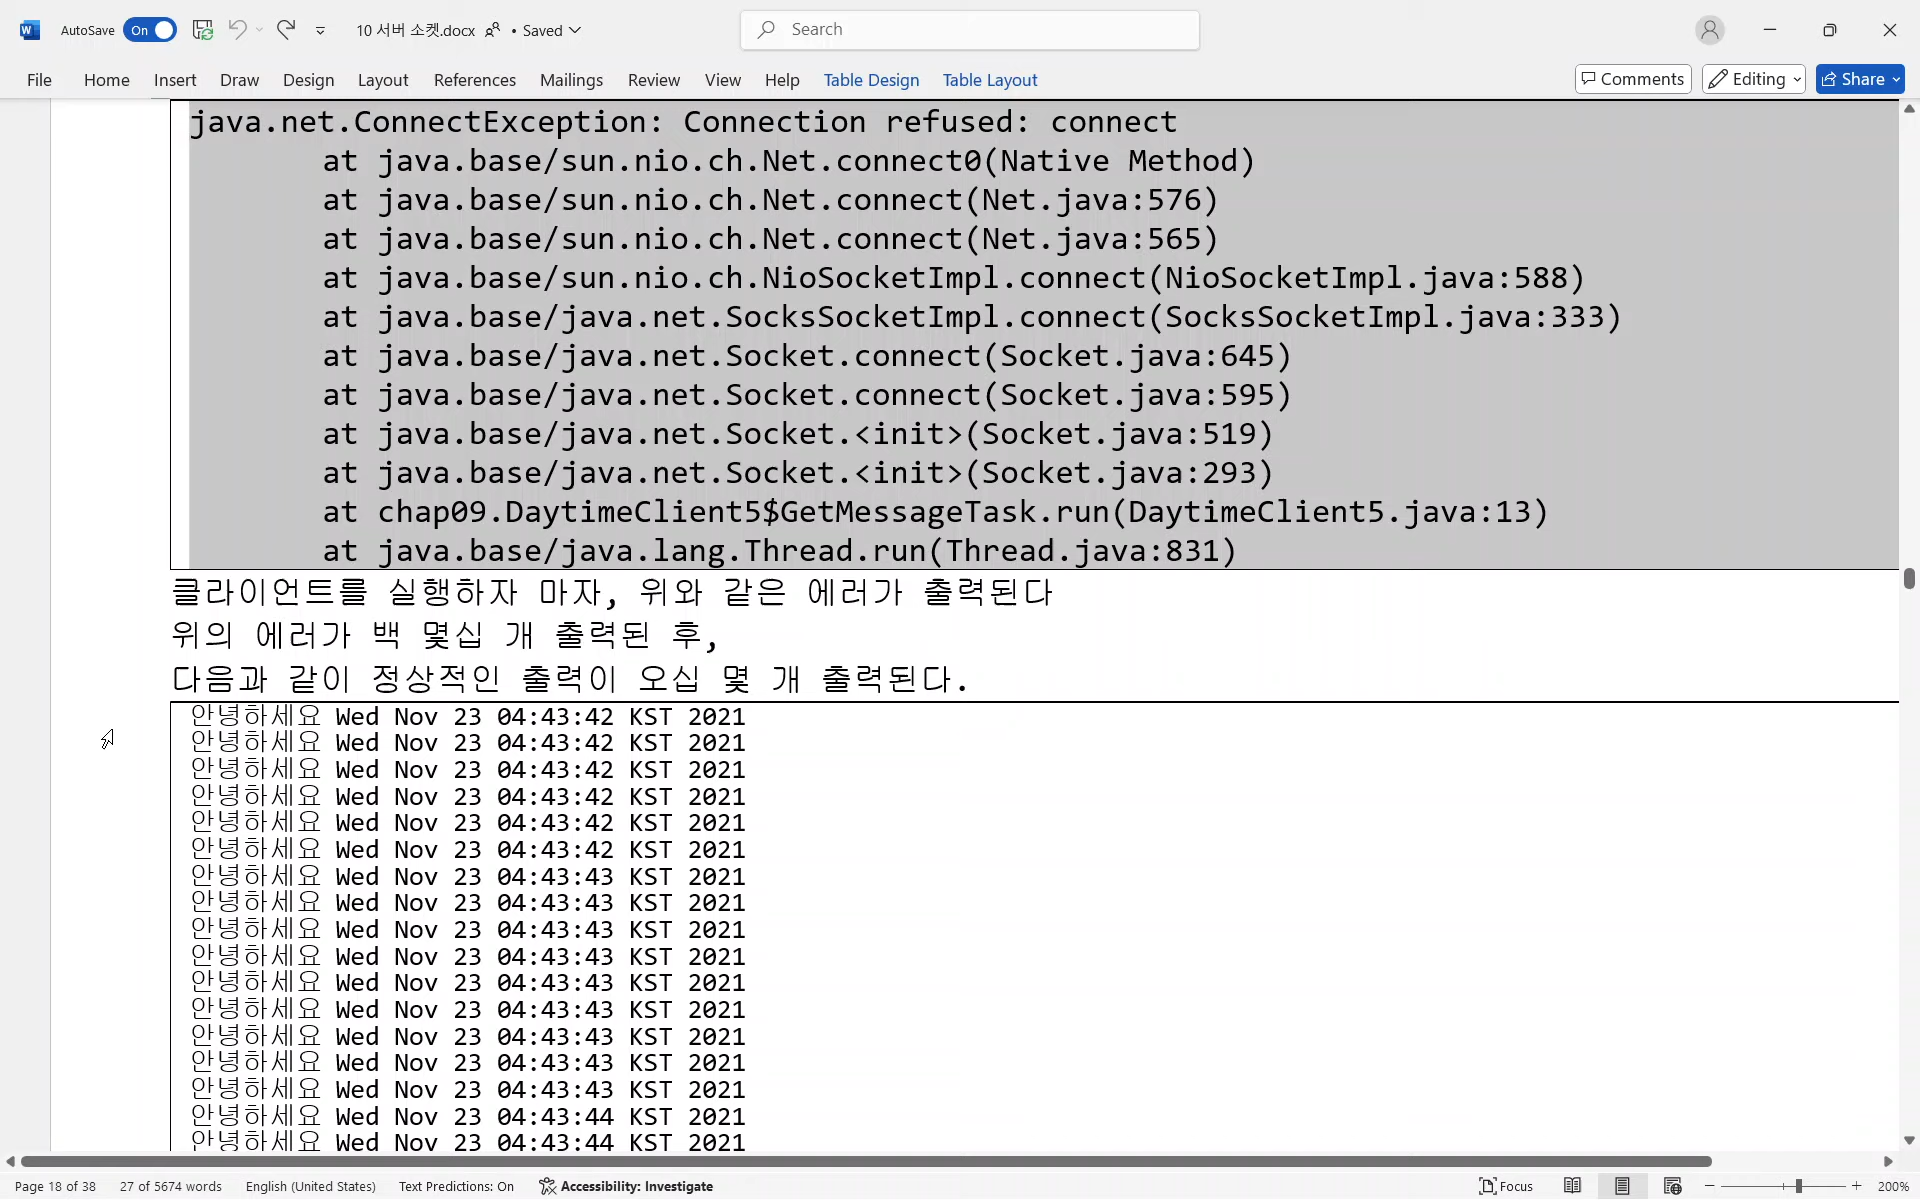 AutoSave On 10 서버 소켓.docx • Saved Search
File Home Insert Draw Design Layout References Mailings Review View Help Table Design Table Layout Comments Editing Share
java.net.ConnectException: Connection refused: connect
at java.base/sun.nio.ch.Net.connect0(Native Method)
at java.base/sun.nio.ch.Net.connect(Net.java:576)
at java.base/sun.nio.ch.Net.connect(Net.java:565)
at java.base/sun.nio.ch.NioSocketImpl.connect(NioSocketImpl.java:588)
at java.base/java.net.SocksSocketImpl.connect(SocksSocketImpl.java:333)
at java.base/java.net.Socket.connect(Socket.java:645)
at java.base/java.net.Socket.connect(Socket.java:595)
at java.base/java.net.Socket.<init>(Socket.java:519)
at java.base/java.net.Socket.<init>(Socket.java:293)
at chap09.DaytimeClient5$GetMessageTask.run(DaytimeClient5.java:13)
at java.base/java.lang.Thread.run(Thread.java:831)
클라이언트를 실행하자 마자, 위와 같은 에러가 출력된다
위의 에러가 백 몇십 개 출력된 후,
다음과 같이 정상적인 출력이 오십 몇 개 출력된다.
안녕하세요 Wed Nov 23 04:43:42 KST 2021
안녕하세요 Wed Nov 23 04:43:42 KST 2021
안녕하세요 Wed Nov 23 04:43:42 KST 2021
안녕하세요 Wed Nov 23 04:43:42 KST 2021
안녕하세요 Wed Nov 23 04:43:42 KST 2021
안녕하세요 Wed Nov 23 04:43:42 KST 2021
안녕하세요 Wed Nov 23 04:43:43 KST 2021
안녕하세요 Wed Nov 23 04:43:43 KST 2021
안녕하세요 Wed Nov 23 04:43:43 KST 2021
안녕하세요 Wed Nov 23 04:43:43 KST 2021
안녕하세요 Wed Nov 23 04:43:43 KST 2021
안녕하세요 Wed Nov 23 04:43:43 KST 2021
안녕하세요 Wed Nov 23 04:43:43 KST 2021
안녕하세요 Wed Nov 23 04:43:43 KST 2021
안녕하세요 Wed Nov 23 04:43:43 KST 2021
안녕하세요 Wed Nov 23 04:43:44 KST 2021
안녕하세요 Wed Nov 23 04:43:44 KST 2021
Page 18 of 38 27 of 5674 words English (United States) Text Predictions: On Accessibility: Investigate Focus 200%